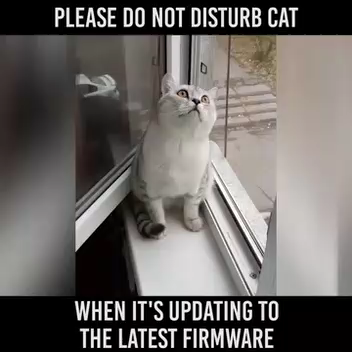 PLEASE DO NOT DISTURB CAT
WHEN IT'S UPDATING TO
THE LATEST FIRMWARE